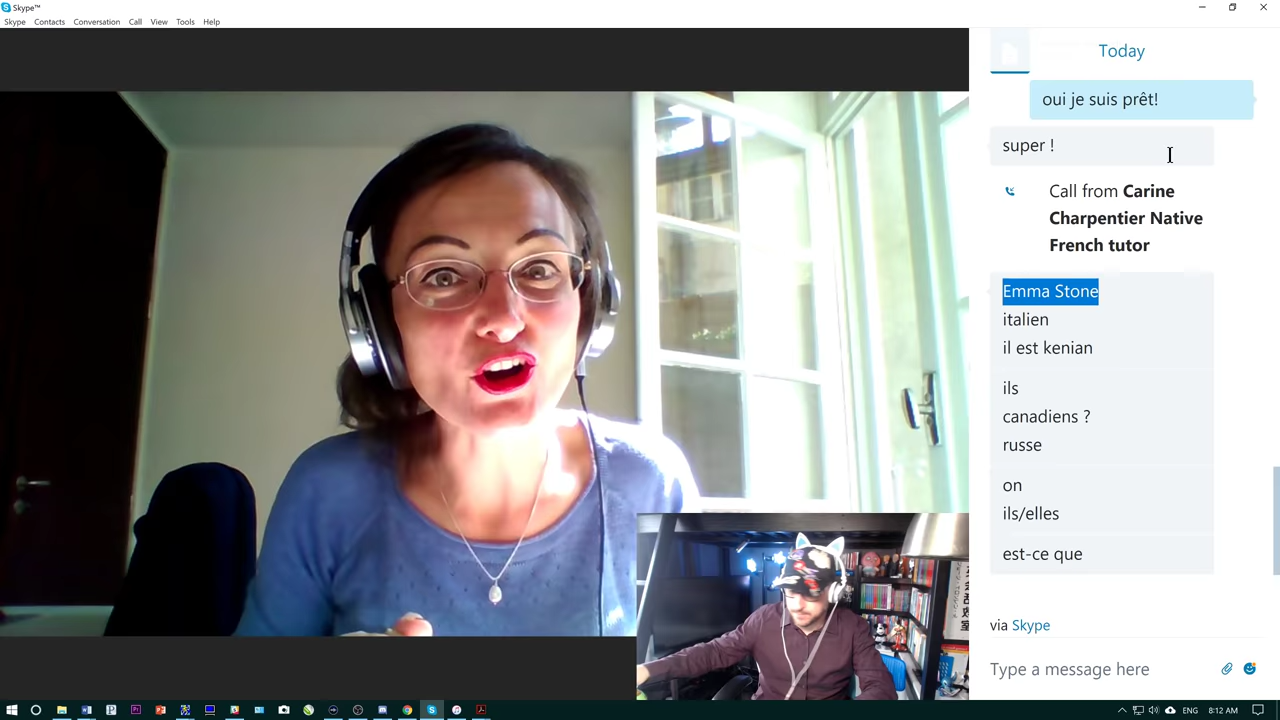 Skype™
Skype Contacts Conversation Call View Tools Help
Today
oui je suis prêt!
super !
Call from Carine
Charpentier Native
French tutor
Emma Stone
italien
il est kenian
ils
canadiens ?
russe
on
ils/elles
est-ce que
via Skype
Type a message here
ENG 8:12 AM